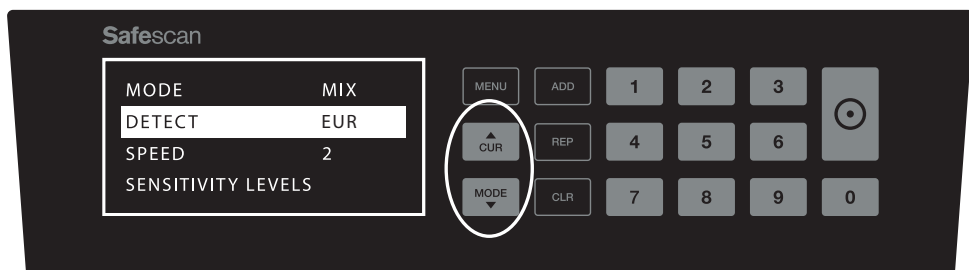 Safescan
MODE MIX
DETECT EUR
SPEED 2
SENSITIVITY LEVELS
MENU ADD 1 2 3
CUR REP 4 5 6
MODE CLR 7 8 9 0